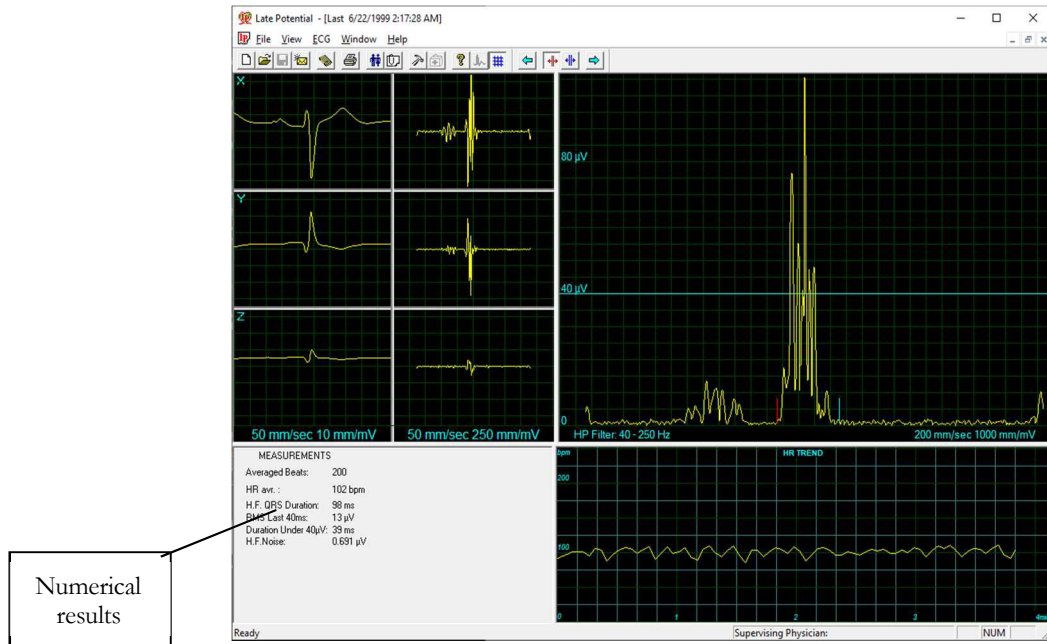 Late Potential - [Last 6/22/1999 2:17:28 AM]
File View ECG Window Help
X
Y
Z
50 mm/sec 10 mm/mV
50 mm/sec 250 mm/mV
80 µV
40 µV
0
HP Filter: 40 - 250 Hz
200 mm/sec 1000 mm/mV
MEASUREMENTS
Averaged Beats: 200
HR avr. : 102 bpm
H.F. QRS Duration: 98 ms
RMS Last 40ms: 13 µV
Duration Under 40µV: 39 ms
H.F.Noise: 0.691 µV
bpm
HR TREND
200
100
0
1
2
3
4min
Numerical
results
Ready
Supervising Physician:
NUM